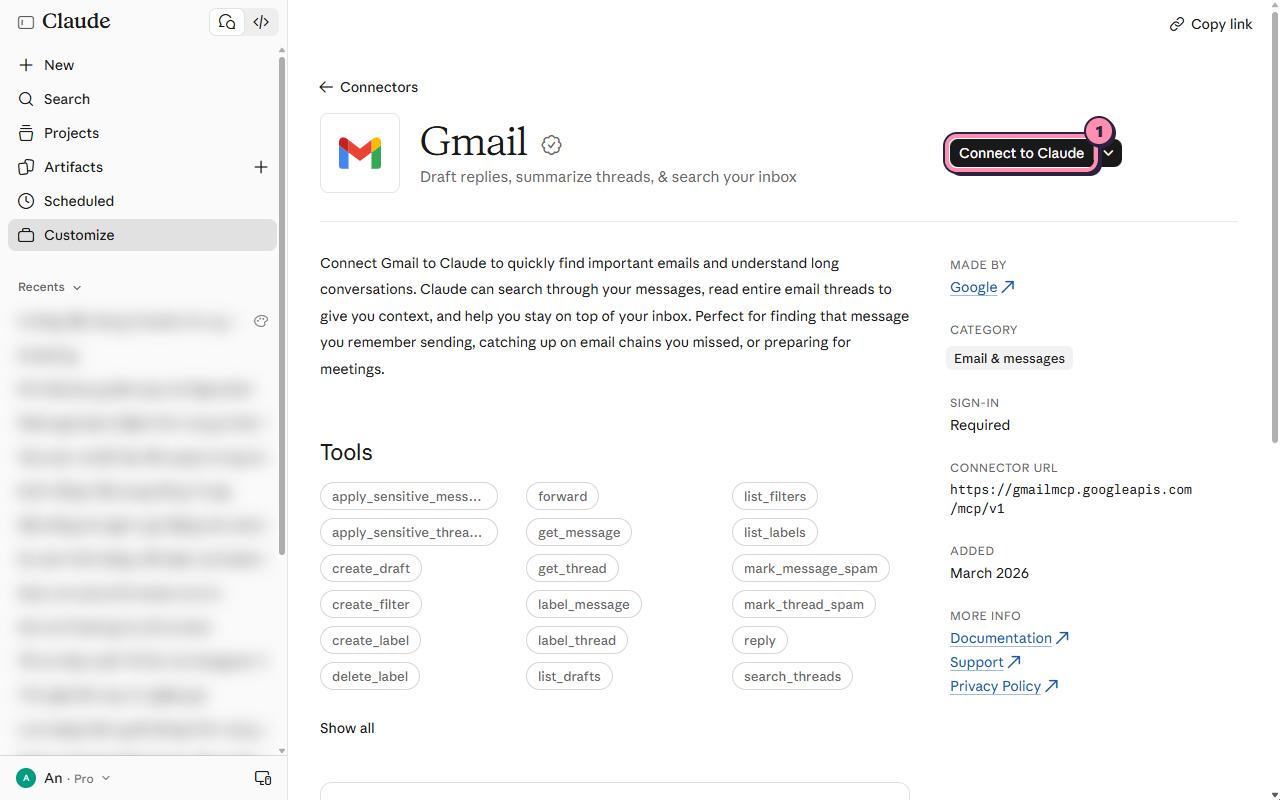 Claude
New
Search
Projects
Artifacts
Scheduled
Customize
Recents
An · Pro
Copy link
Connectors
Gmail
Draft replies, summarize threads, & search your inbox
Connect to Claude
1
Connect Gmail to Claude to quickly find important emails and understand long
conversations. Claude can search through your messages, read entire email threads to
give you context, and help you stay on top of your inbox. Perfect for finding that message
you remember sending, catching up on email chains you missed, or preparing for
meetings.
Tools
apply_sensitive_mess...
forward
list_filters
apply_sensitive_threa...
get_message
list_labels
create_draft
get_thread
mark_message_spam
create_filter
label_message
mark_thread_spam
create_label
label_thread
reply
delete_label
list_drafts
search_threads
Show all
MADE BY
Google
CATEGORY
Email & messages
SIGN-IN
Required
CONNECTOR URL
https://gmailmcp.googleapis.com
/mcp/v1
ADDED
March 2026
MORE INFO
Documentation
Support
Privacy Policy